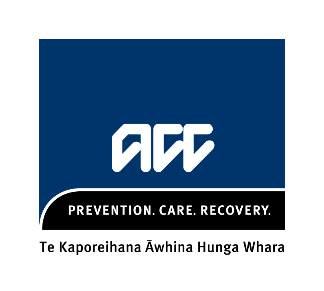 acc
PREVENTION. CARE. RECOVERY.
Te Kaporeihana Āwhina Hunga Whara